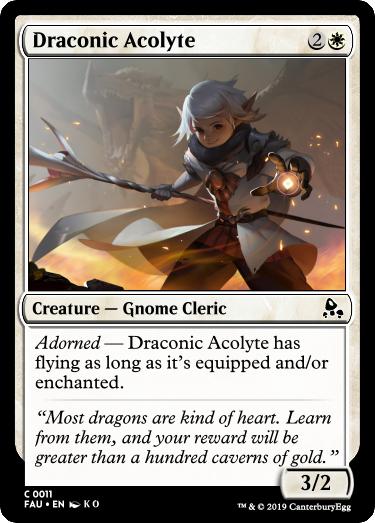 Draconic Acolyte 2
Creature — Gnome Cleric
Adorned — Draconic Acolyte has
flying as long as it’s equipped and/or
enchanted.
“Most dragons are kind of heart. Learn
from them, and your reward will be
greater than a hundred caverns of gold.”
3/2
C 0011
FAU • EN K O
™ & © 2019 CanterburyEgg